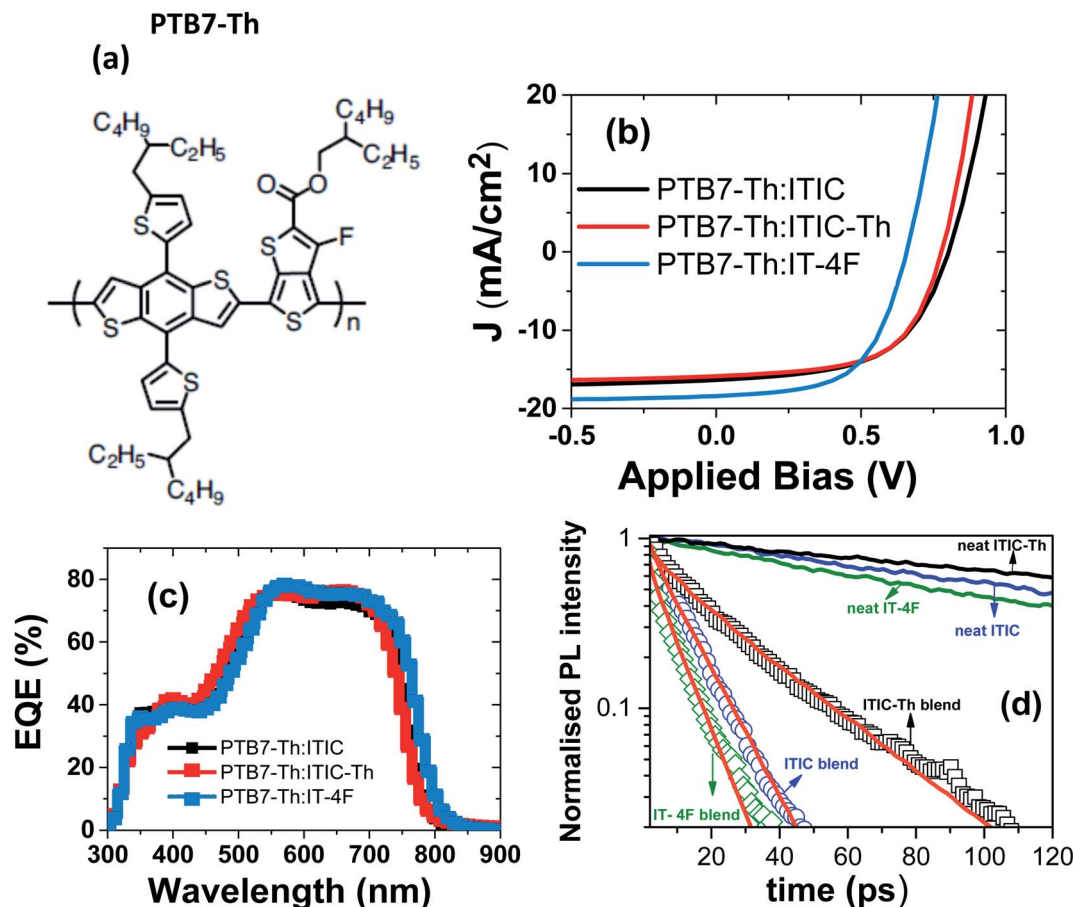 PTB7-Th
(a)
C₄H₉
C₂H₅
C₄H₉
C₂H₅
O
O
S
S
F
S
S
S
n
S
C₂H₅
C₄H₉
(b)
J (mA/cm²)
20
10
0
-10
-20
PTB7-Th:ITIC
PTB7-Th:ITIC-Th
PTB7-Th:IT-4F
-0.5 0.0 0.5 1.0
Applied Bias (V)
(c)
EQE (%)
80
60
40
20
0
PTB7-Th:ITIC
PTB7-Th:ITIC-Th
PTB7-Th:IT-4F
300 400 500 600 700 800 900
Wavelength (nm)
Normalised PL intensity
1
0.1
neat ITIC-Th
neat IT-4F
neat ITIC
(d)
ITIC-Th blend
ITIC blend
IT- 4F blend
20 40 60 80 100 120
time (ps)